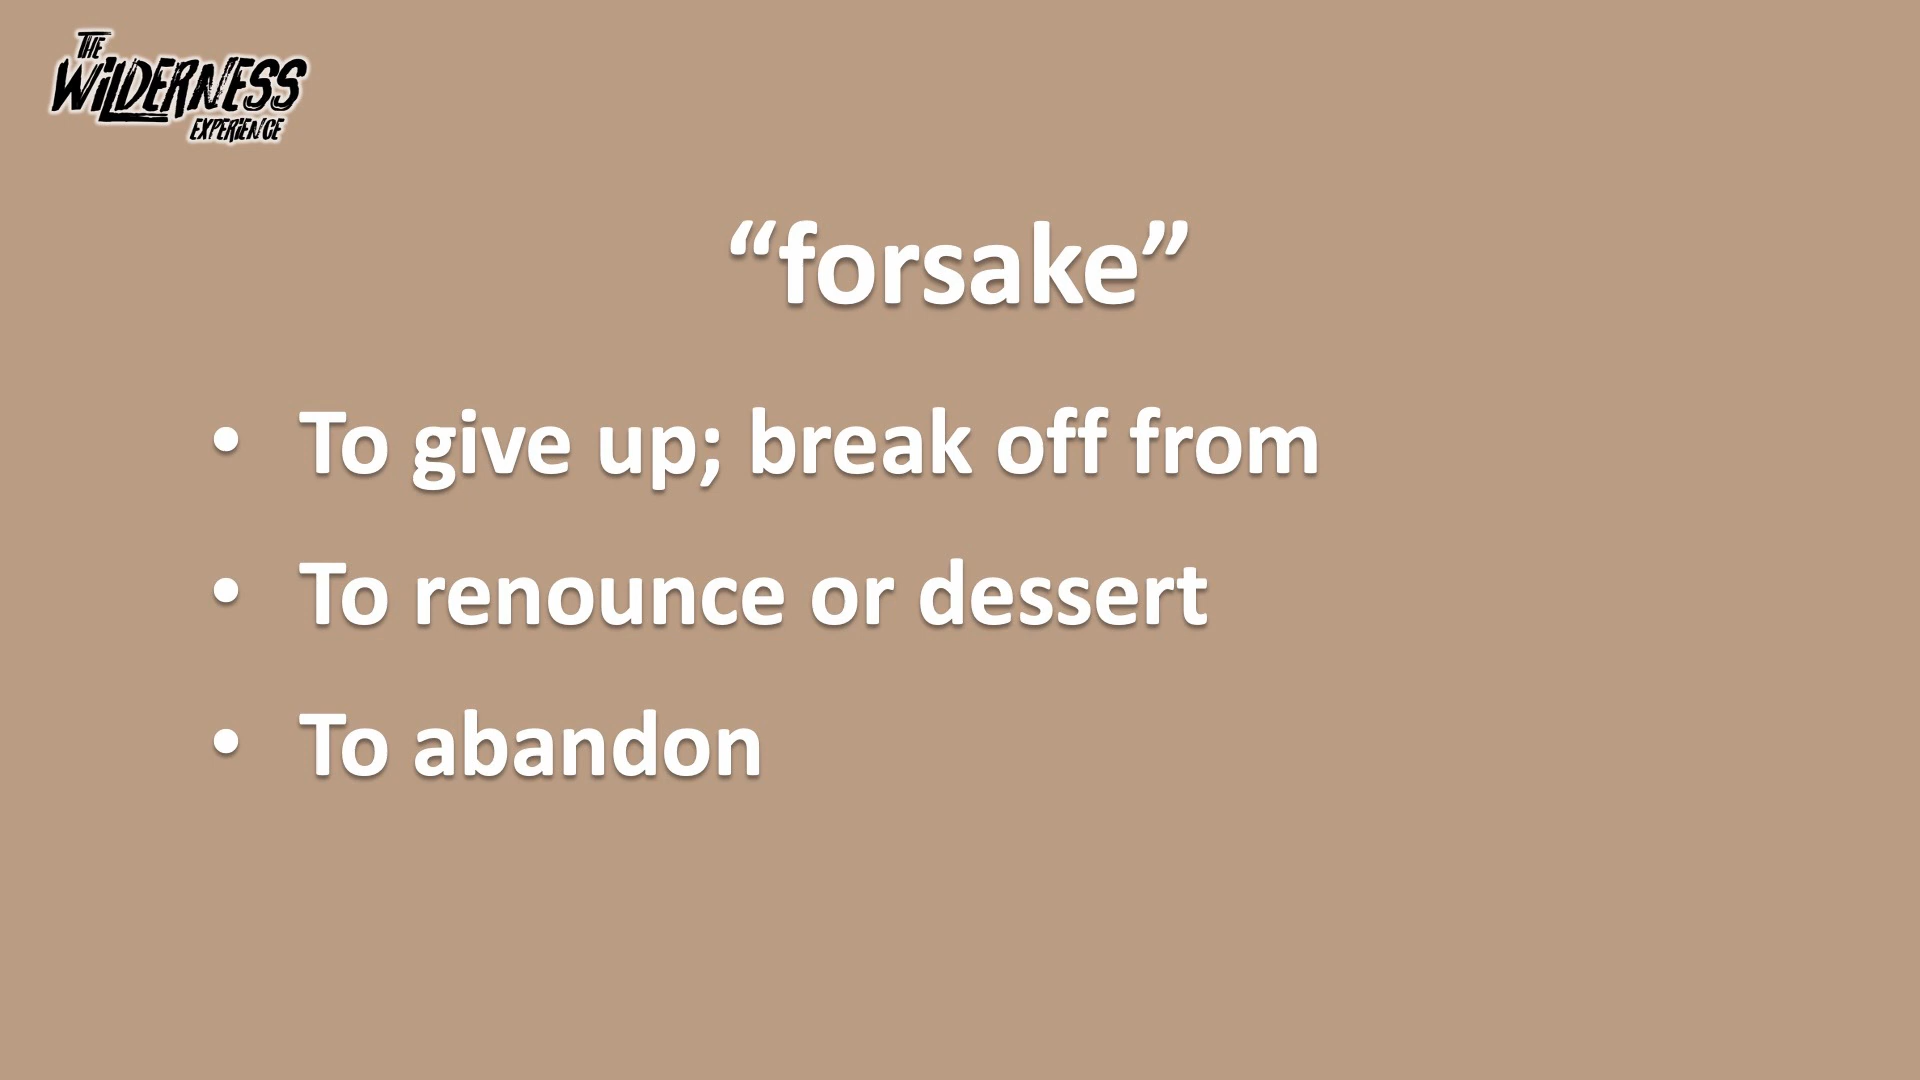 THE
WILDERNESS
EXPERIENCE
“forsake”
• To give up; break off from
• To renounce or dessert
• To abandon